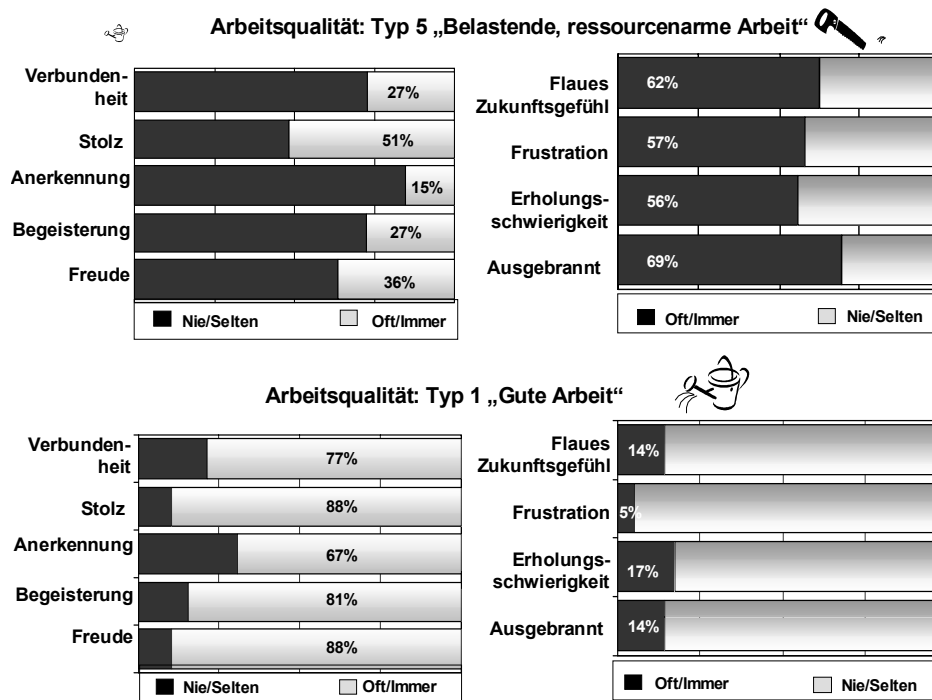 Arbeitsqualität: Typ 5 „Belastende, ressourcenarme Arbeit“
Verbunden-
heit
27%
Stolz
51%
Anerkennung
15%
Begeisterung
27%
Freude
36%
Nie/Selten
Oft/Immer
Flaues
Zukunftsgefühl
62%
Frustration
57%
Erholungs-
schwierigkeit
56%
Ausgebrannt
69%
Oft/Immer
Nie/Selten
Arbeitsqualität: Typ 1 „Gute Arbeit“
Verbunden-
heit
77%
Stolz
88%
Anerkennung
67%
Begeisterung
81%
Freude
88%
Nie/Selten
Oft/Immer
Flaues
Zukunftsgefühl
14%
Frustration
5%
Erholungs-
schwierigkeit
17%
Ausgebrannt
14%
Oft/Immer
Nie/Selten